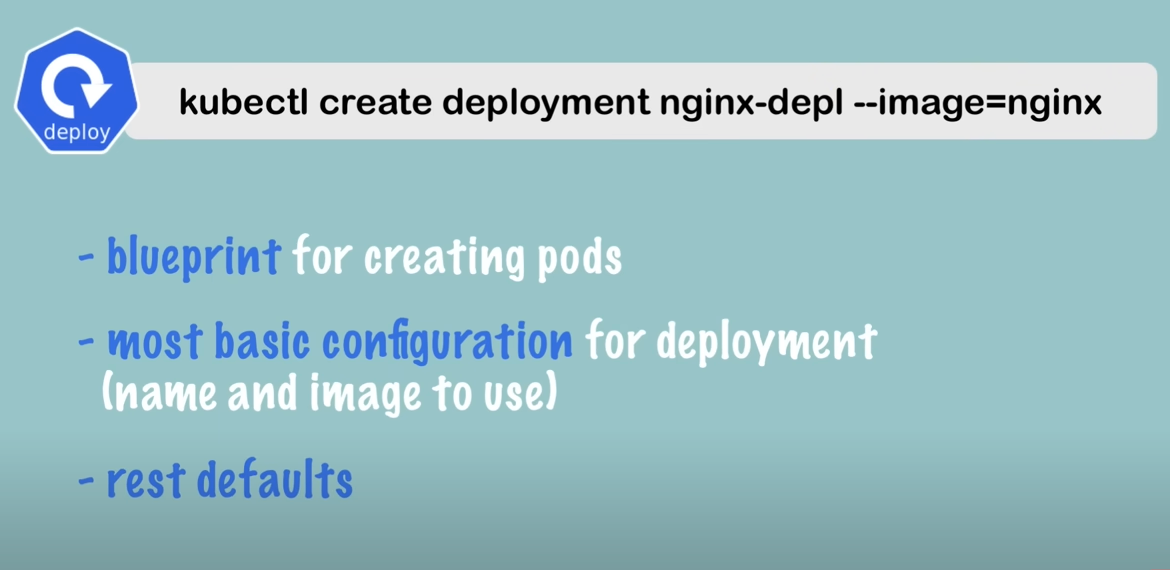 deploy
kubectl create deployment nginx-depl --image=nginx
- blueprint for creating pods
- most basic configuration for deployment
(name and image to use)
- rest defaults